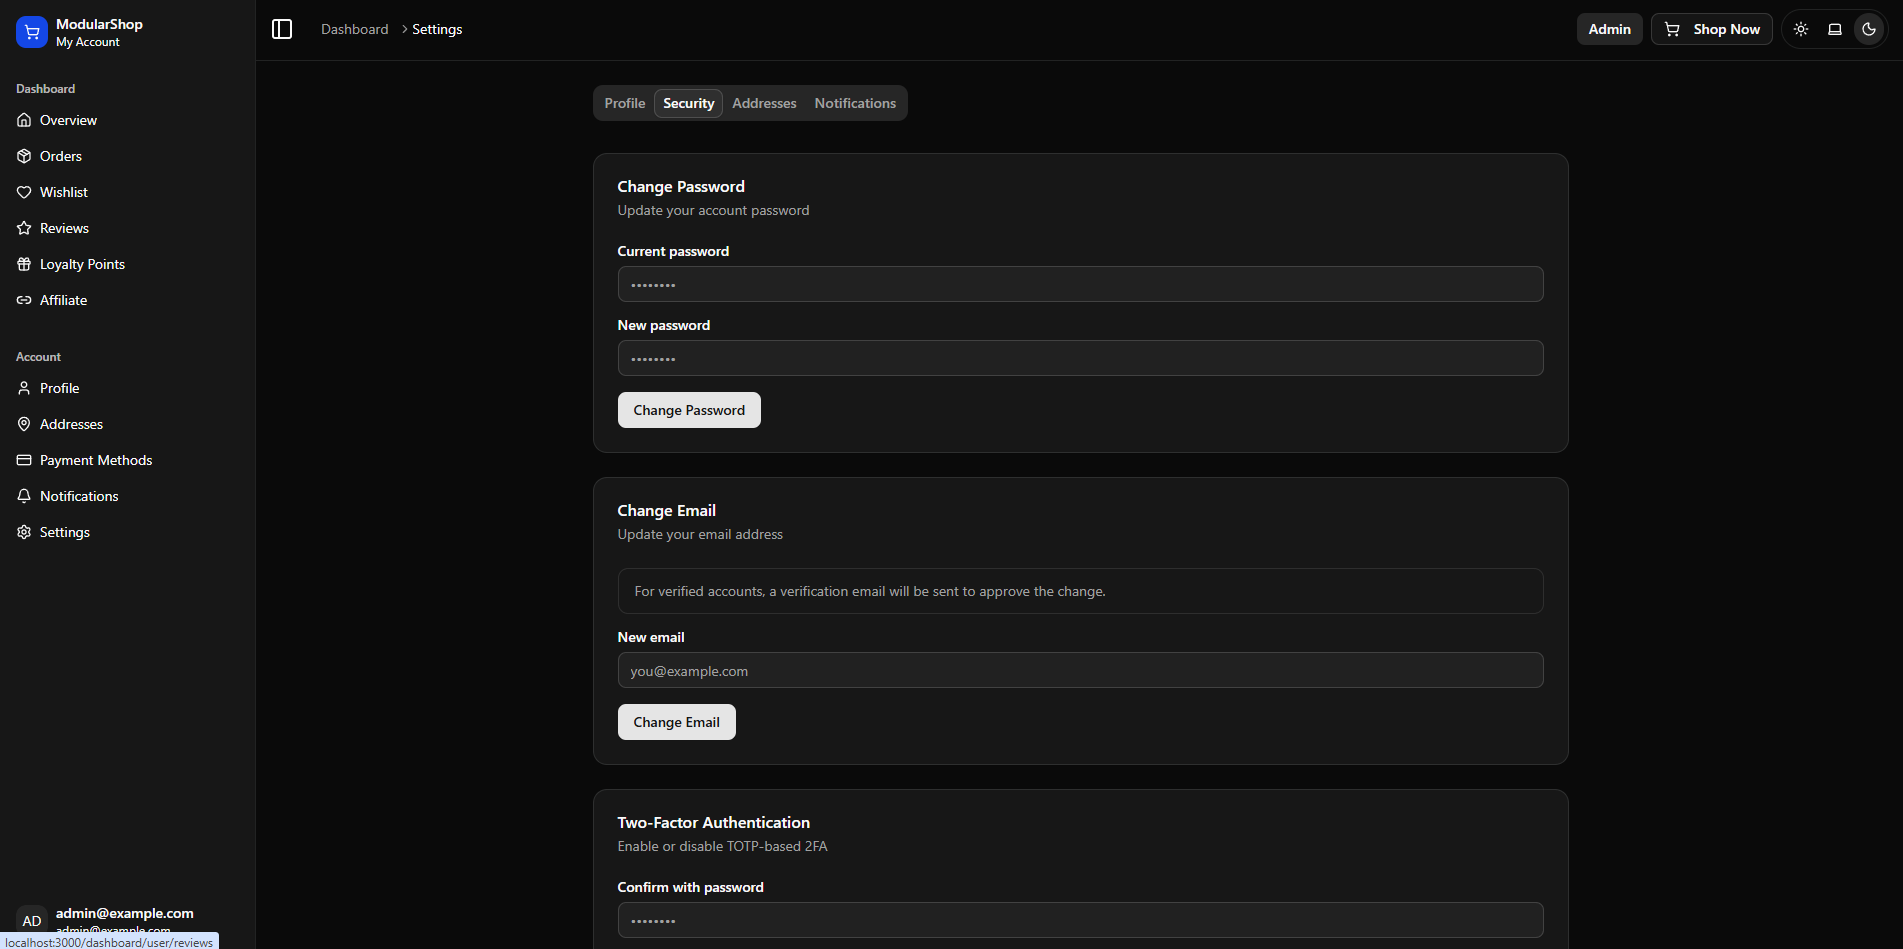 ModularShop
My Account
Dashboard
Overview
Orders
Wishlist
Reviews
Loyalty Points
Affiliate
Account
Profile
Addresses
Payment Methods
Notifications
Settings
AD
admin@example.com
admin@example.com
localhost:3000/dashboard/user/reviews
Dashboard > Settings
Admin
Shop Now
Profile Security Addresses Notifications
Change Password
Update your account password
Current password
••••••••
New password
••••••••
Change Password
Change Email
Update your email address
For verified accounts, a verification email will be sent to approve the change.
New email
you@example.com
Change Email
Two-Factor Authentication
Enable or disable TOTP-based 2FA
Confirm with password
••••••••